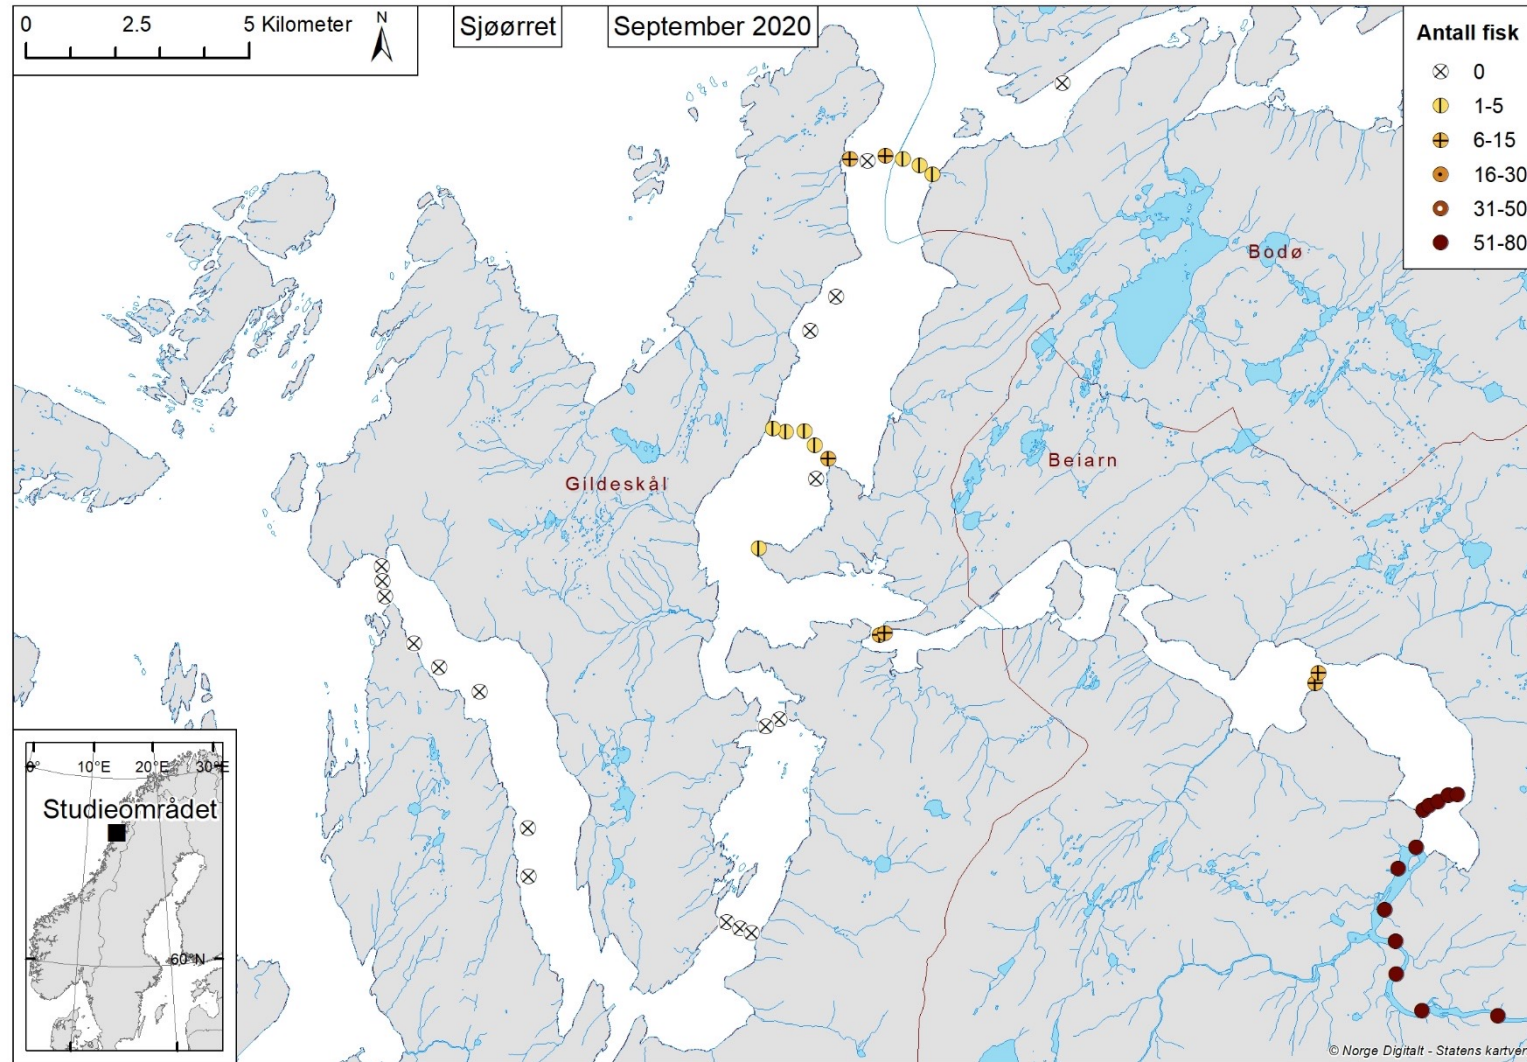 0 2.5 5 Kilometer
N
Sjøørret
September 2020
Antall fisk
0
1-5
6-15
16-30
31-50
51-80
Bodø
Beiarn
Gildeskål
0° 10°E 20°E 30°E
Studieområdet
60°N
© Norge Digitalt - Statens kartver